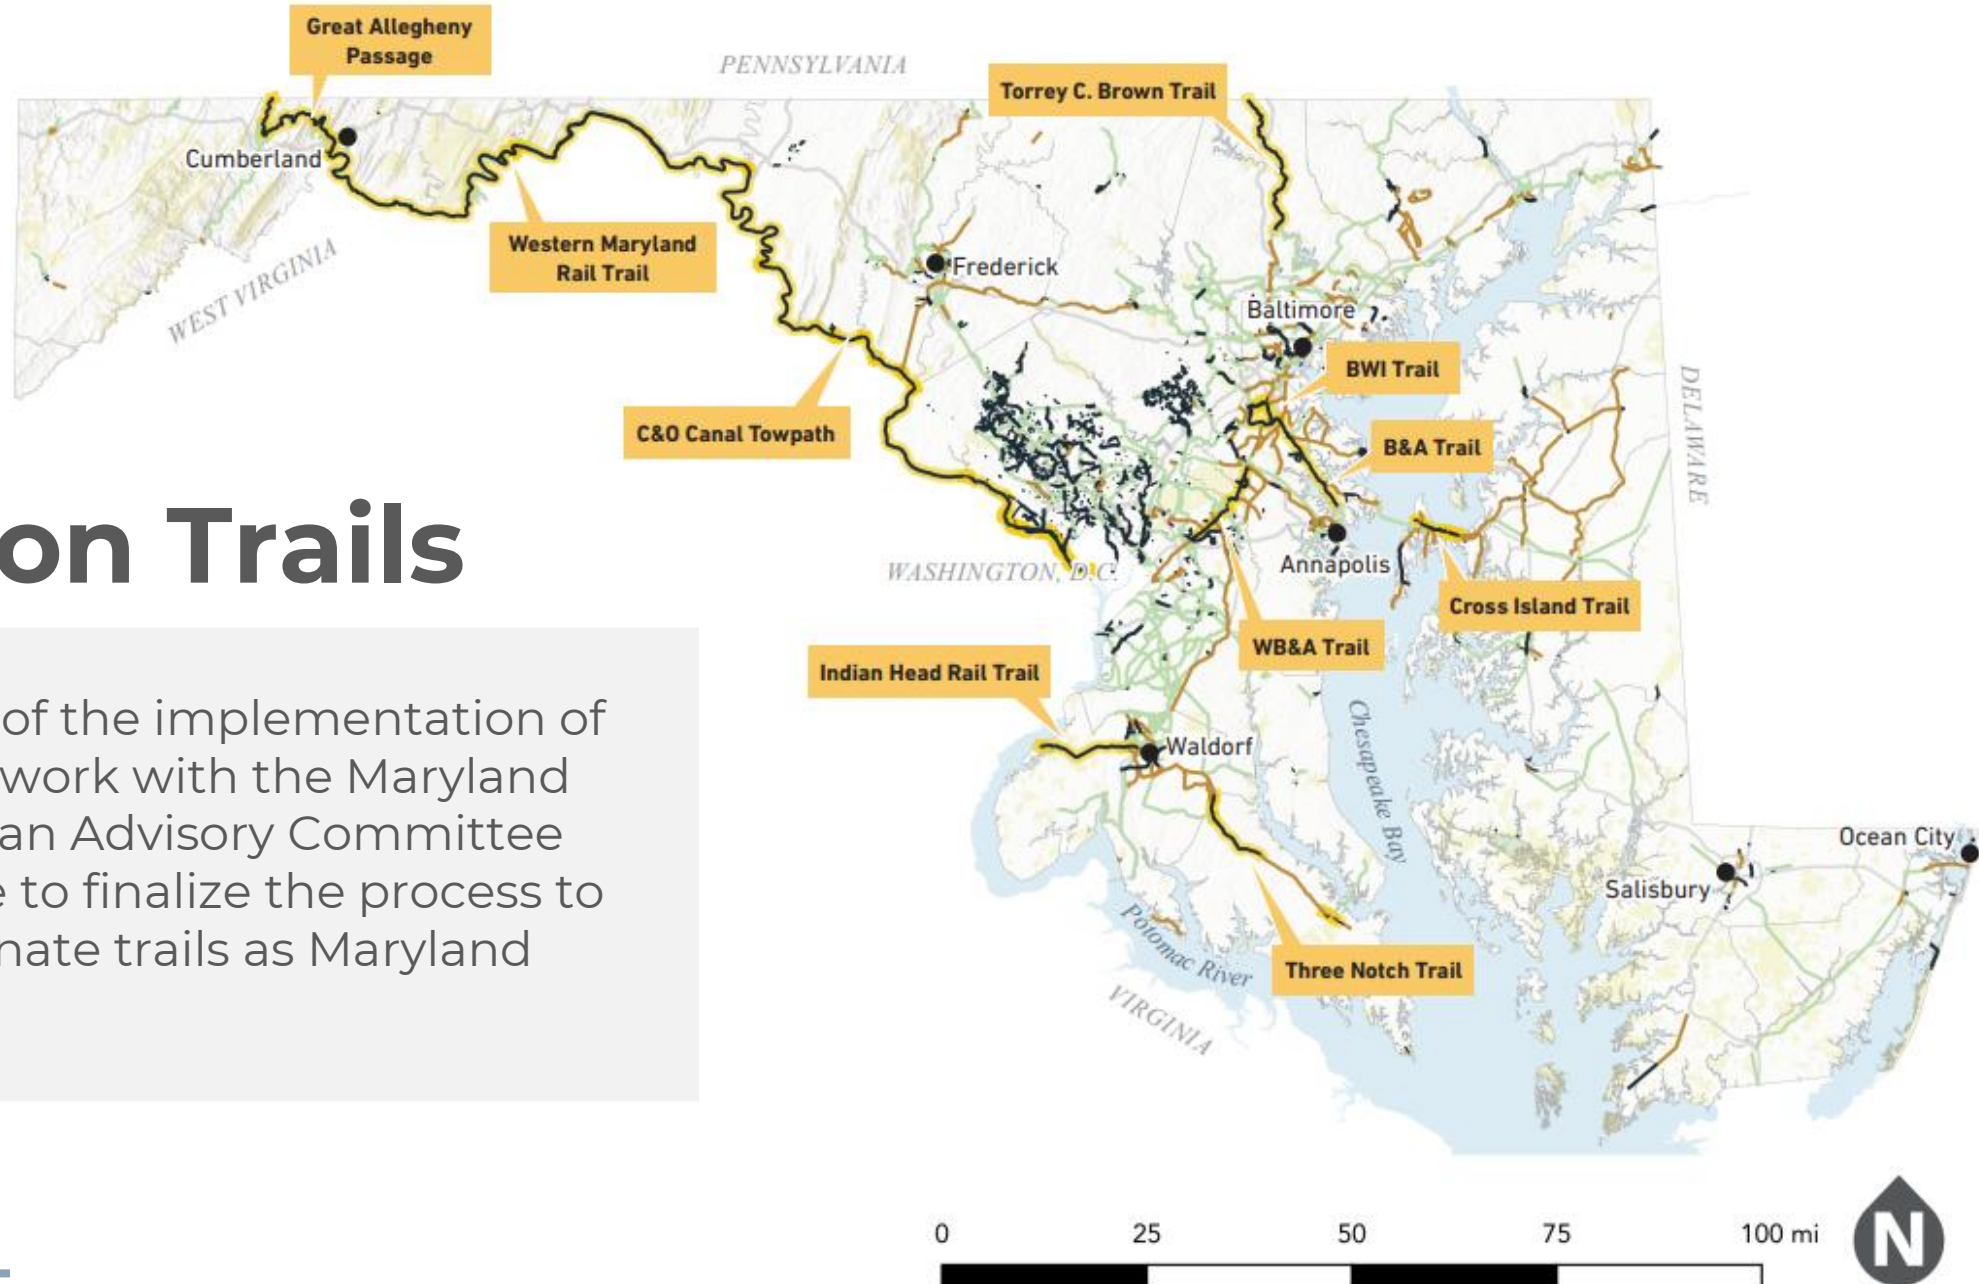 on Trails
of the implementation of
work with the Maryland
an Advisory Committee
e to finalize the process to
nate trails as Maryland
Great Allegheny
Passage
PENNSYLVANIA
Torrey C. Brown Trail
Cumberland
Western Maryland
Rail Trail
WEST VIRGINIA
Frederick
Baltimore
BWI Trail
DELAWARE
C&O Canal Towpath
B&A Trail
WASHINGTON, D.C.
Annapolis
Cross Island Trail
WB&A Trail
Indian Head Rail Trail
Chesapeake Bay
Waldorf
Ocean City
Salisbury
Potomac River
Three Notch Trail
VIRGINIA
0 25 50 75 100 mi
N